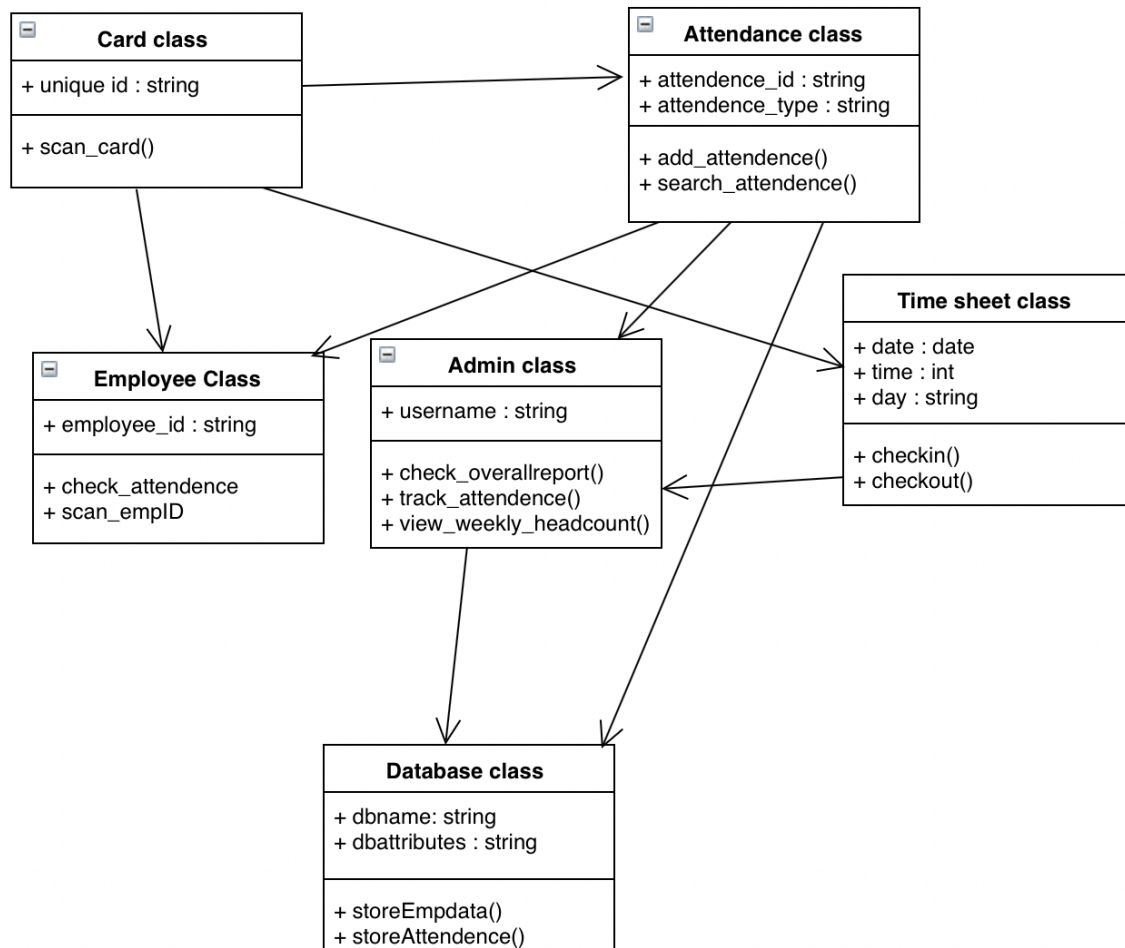 Card class
+ unique id : string
+ scan_card()
Attendance class
+ attendence_id : string
+ attendence_type : string
+ add_attendence()
+ search_attendence()
Time sheet class
+ date : date
+ time : int
+ day : string
+ checkin()
+ checkout()
Employee Class
+ employee_id : string
+ check_attendence
+ scan_empID
Admin class
+ username : string
+ check_overallreport()
+ track_attendence()
+ view_weekly_headcount()
Database class
+ dbname: string
+ dbattributes : string
+ storeEmpdata()
+ storeAttendence()